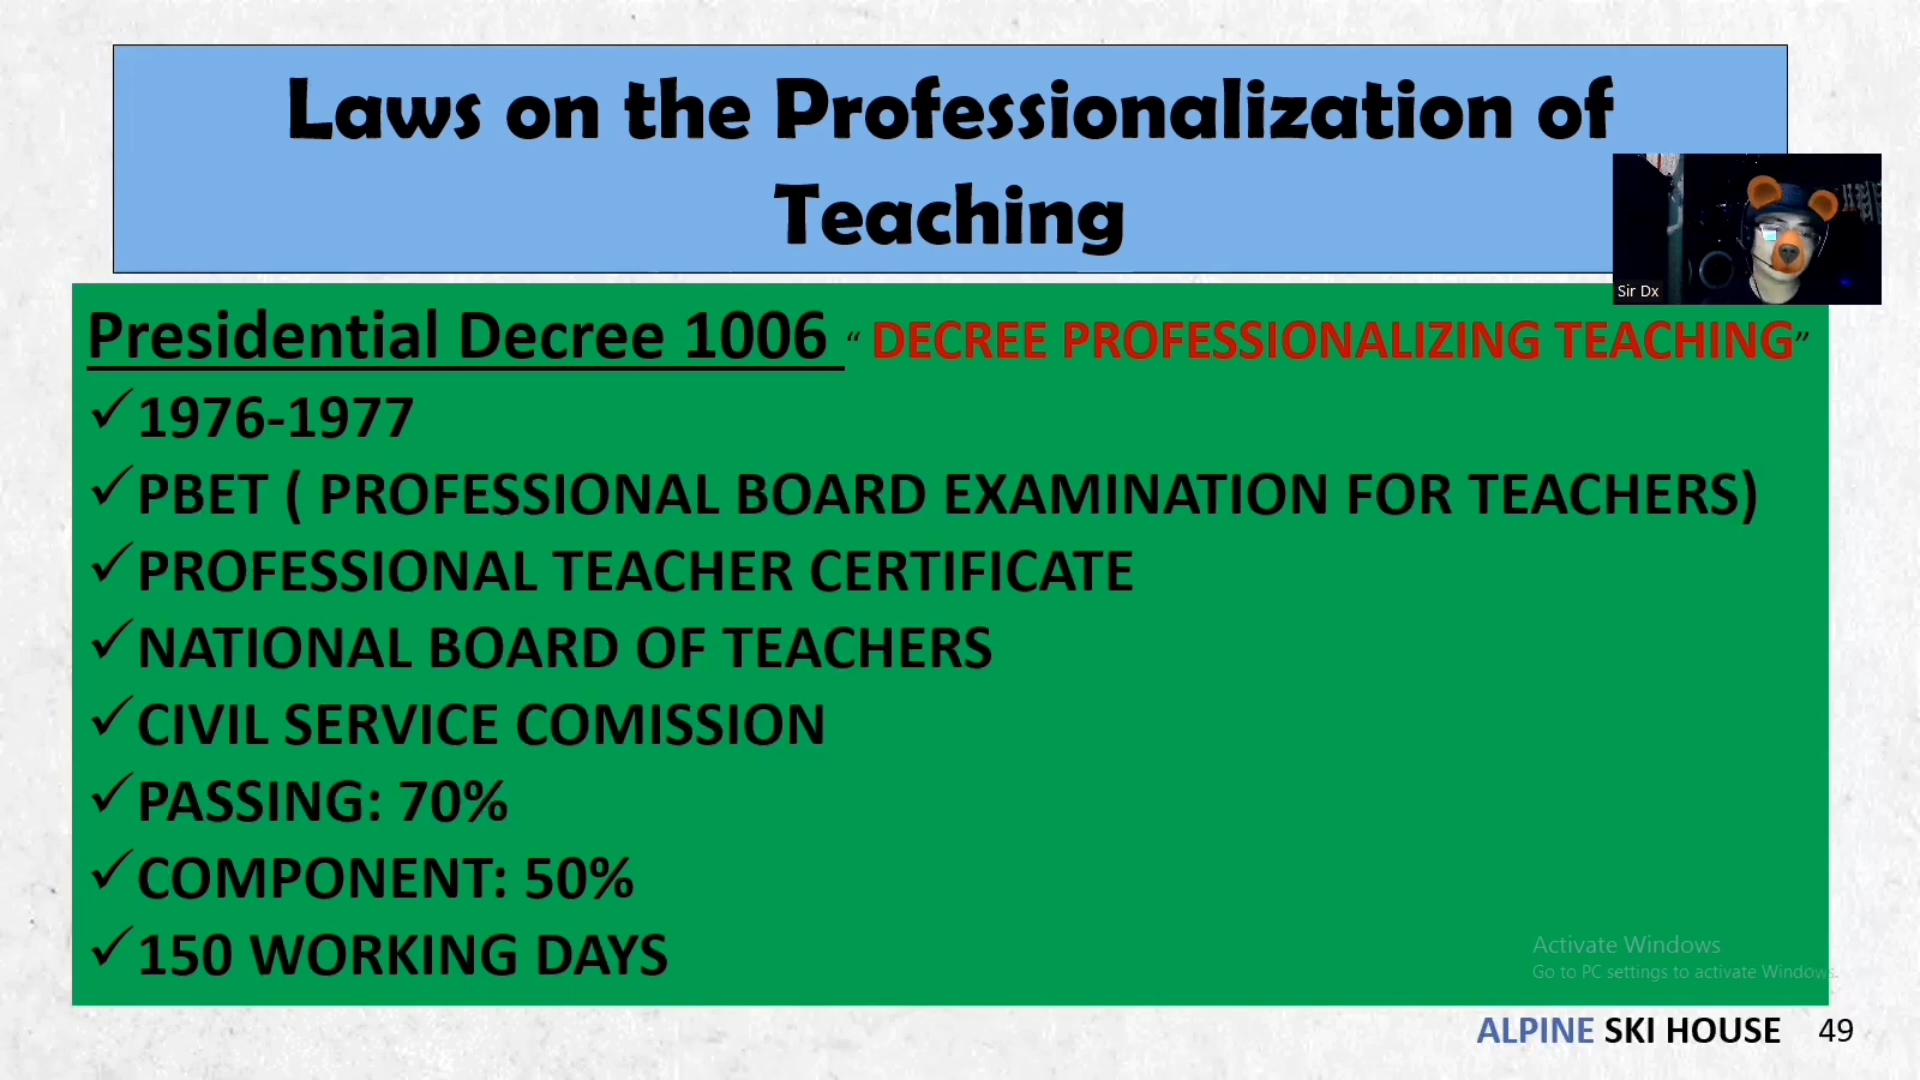 Laws on the Professionalization of
Teaching
Sir Dx
Presidential Decree 1006 “ DECREE PROFESSIONALIZING TEACHING”
✓1976-1977
✓PBET ( PROFESSIONAL BOARD EXAMINATION FOR TEACHERS)
✓PROFESSIONAL TEACHER CERTIFICATE
✓NATIONAL BOARD OF TEACHERS
✓CIVIL SERVICE COMISSION
✓PASSING: 70%
✓COMPONENT: 50%
✓150 WORKING DAYS
Activate Windows
Go to PC settings to activate Windows.
ALPINE SKI HOUSE 49